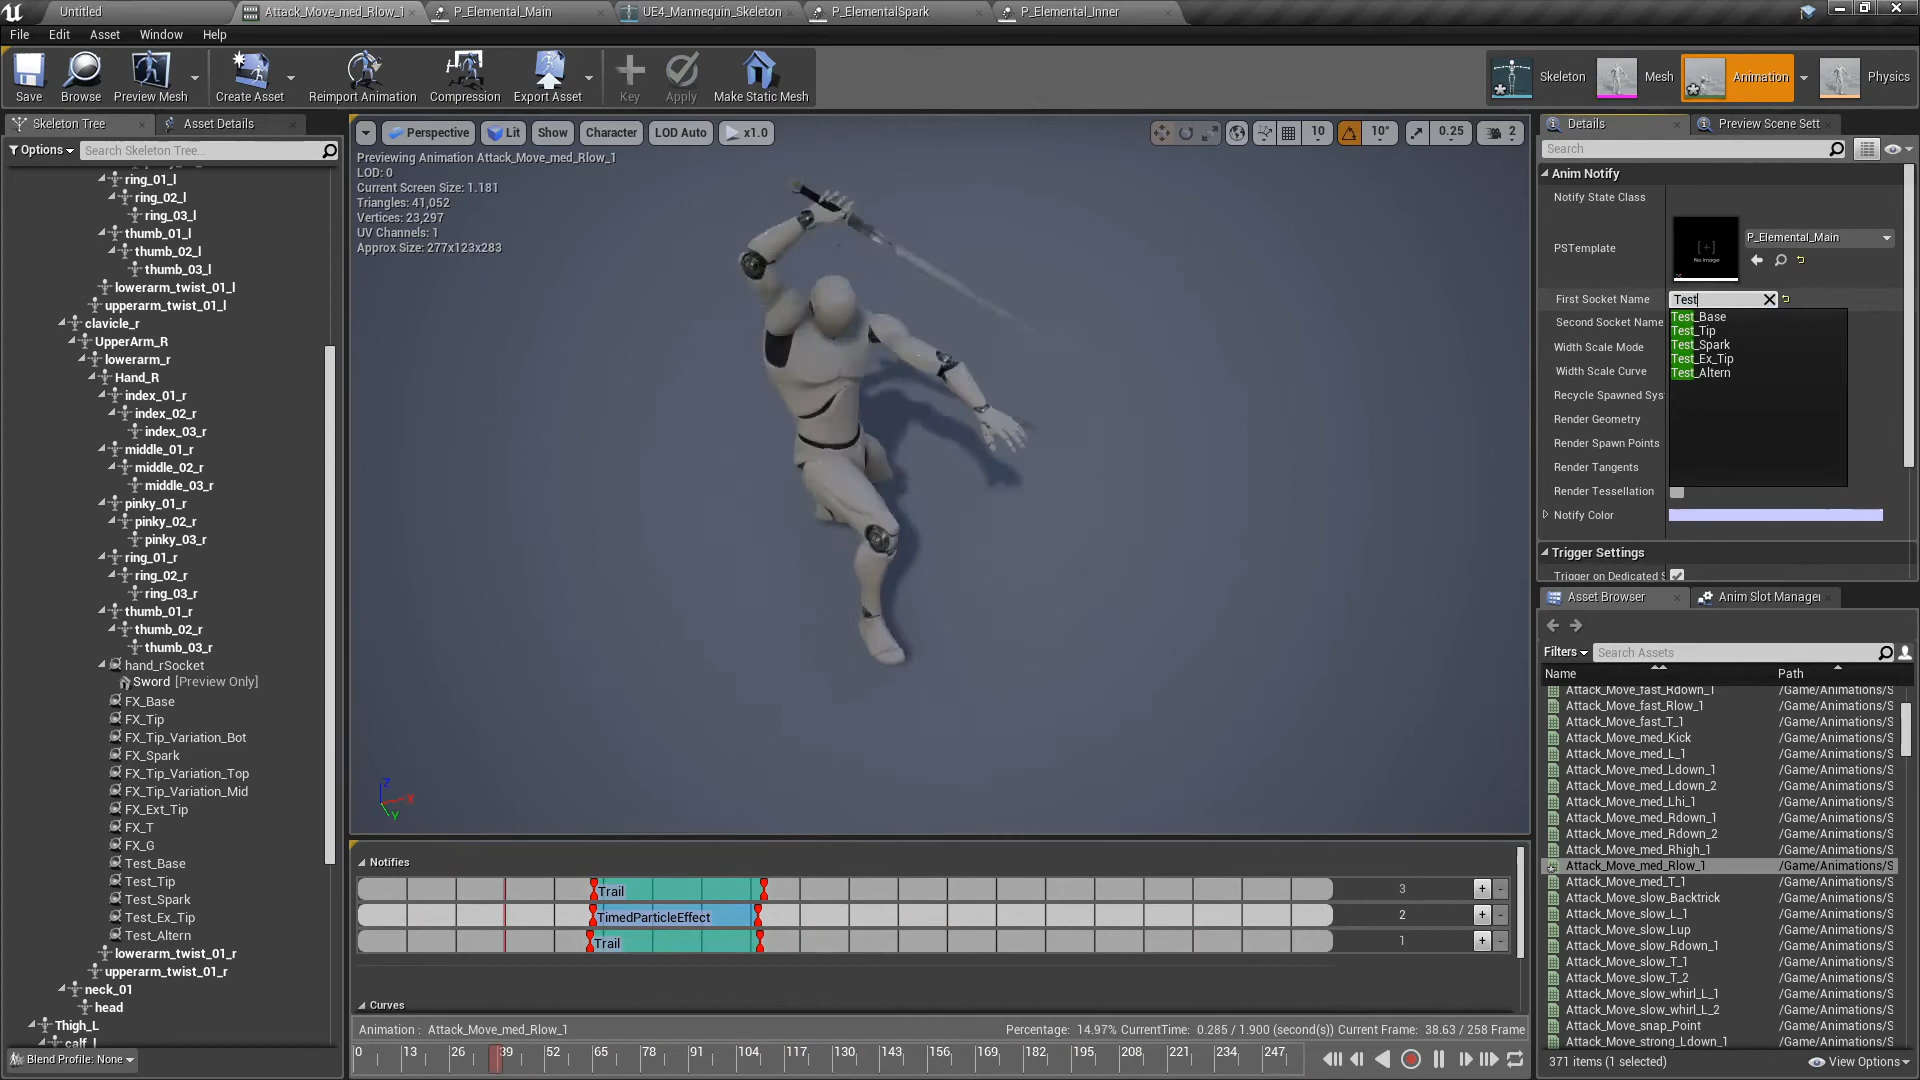 Untitled
Attack_Move_med_Rlow_1
P_Elemental_Main
UE4_Mannequin_Skeleton
P_ElementalSpark
P_Elemental_Inner
File Edit Asset Window Help
Save
Browse
Preview Mesh
Create Asset
Reimport Animation
Compression
Export Asset
Key
Apply
Make Static Mesh
Skeleton
Mesh
Animation
Physics
Skeleton Tree
Asset Details
Options
Search Skeleton Tree...
ring_01_l
ring_02_l
ring_03_l
thumb_01_l
thumb_02_l
thumb_03_l
lowerarm_twist_01_l
upperarm_twist_01_l
clavicle_r
UpperArm_R
lowerarm_r
Hand_R
index_01_r
index_02_r
index_03_r
middle_01_r
middle_02_r
middle_03_r
pinky_01_r
pinky_02_r
pinky_03_r
ring_01_r
ring_02_r
ring_03_r
thumb_01_r
thumb_02_r
thumb_03_r
hand_rSocket
Sword [Preview Only]
FX_Base
FX_Tip
FX_Tip_Variation_Bot
FX_Spark
FX_Tip_Variation_Top
FX_Tip_Variation_Mid
FX_Ext_Tip
FX_T
FX_G
Test_Base
Test_Tip
Test_Spark
Test_Ex_Tip
Test_Altern
lowerarm_twist_01_r
upperarm_twist_01_r
neck_01
head
Thigh_L
calf_l
Blend Profile: None
Perspective Lit Show Character LOD Auto x1.0
10 10° 0.25 2
Previewing Animation Attack_Move_med_Rlow_1
LOD: 0
Current Screen Size: 1.181
Triangles: 41,052
Vertices: 23,297
UV Channels: 1
Approx Size: 277x123x283
Z
X
Y
Notifies
Trail 3 + -
TimedParticleEffect 2 + -
Trail 1 + -
Curves
Animation : Attack_Move_med_Rlow_1
Percentage: 14.97% CurrentTime: 0.285 / 1.900 (second(s)) Current Frame: 38.63 / 258 Frame
0 13 26 39 52 65 78 91 104 117 130 143 156 169 182 195 208 221 234 247
Details
Preview Scene Sett
Search
Anim Notify
Notify State Class
PSTemplate
[+]
No Image
P_Elemental_Main
First Socket Name
Test
Test_Base
Test_Tip
Test_Spark
Test_Ex_Tip
Test_Altern
Second Socket Name
Width Scale Mode
Width Scale Curve
Recycle Spawned Sys
Render Geometry
Render Spawn Points
Render Tangents
Render Tessellation
Notify Color
Trigger Settings
Trigger on Dedicated S
Asset Browser
Anim Slot Manager
Filters
Search Assets
Name Path
Attack_Move_fast_Rdown_1 /Game/Animations/S
Attack_Move_fast_Rlow_1 /Game/Animations/S
Attack_Move_fast_T_1 /Game/Animations/S
Attack_Move_med_Kick /Game/Animations/S
Attack_Move_med_L_1 /Game/Animations/S
Attack_Move_med_Ldown_1 /Game/Animations/S
Attack_Move_med_Ldown_2 /Game/Animations/S
Attack_Move_med_Lhi_1 /Game/Animations/S
Attack_Move_med_Rdown_1 /Game/Animations/S
Attack_Move_med_Rdown_2 /Game/Animations/S
Attack_Move_med_Rhigh_1 /Game/Animations/S
Attack_Move_med_Rlow_1 /Game/Animations/S
Attack_Move_med_T_1 /Game/Animations/S
Attack_Move_slow_Backtrick /Game/Animations/S
Attack_Move_slow_L_1 /Game/Animations/S
Attack_Move_slow_Lup /Game/Animations/S
Attack_Move_slow_Rdown_1 /Game/Animations/S
Attack_Move_slow_T_1 /Game/Animations/S
Attack_Move_slow_T_2 /Game/Animations/S
Attack_Move_slow_whirl_L_1 /Game/Animations/S
Attack_Move_slow_whirl_L_2 /Game/Animations/S
Attack_Move_snap_Point /Game/Animations/S
Attack_Move_strong_Ldown_1 /Game/Animations/S
371 items (1 selected)
View Options